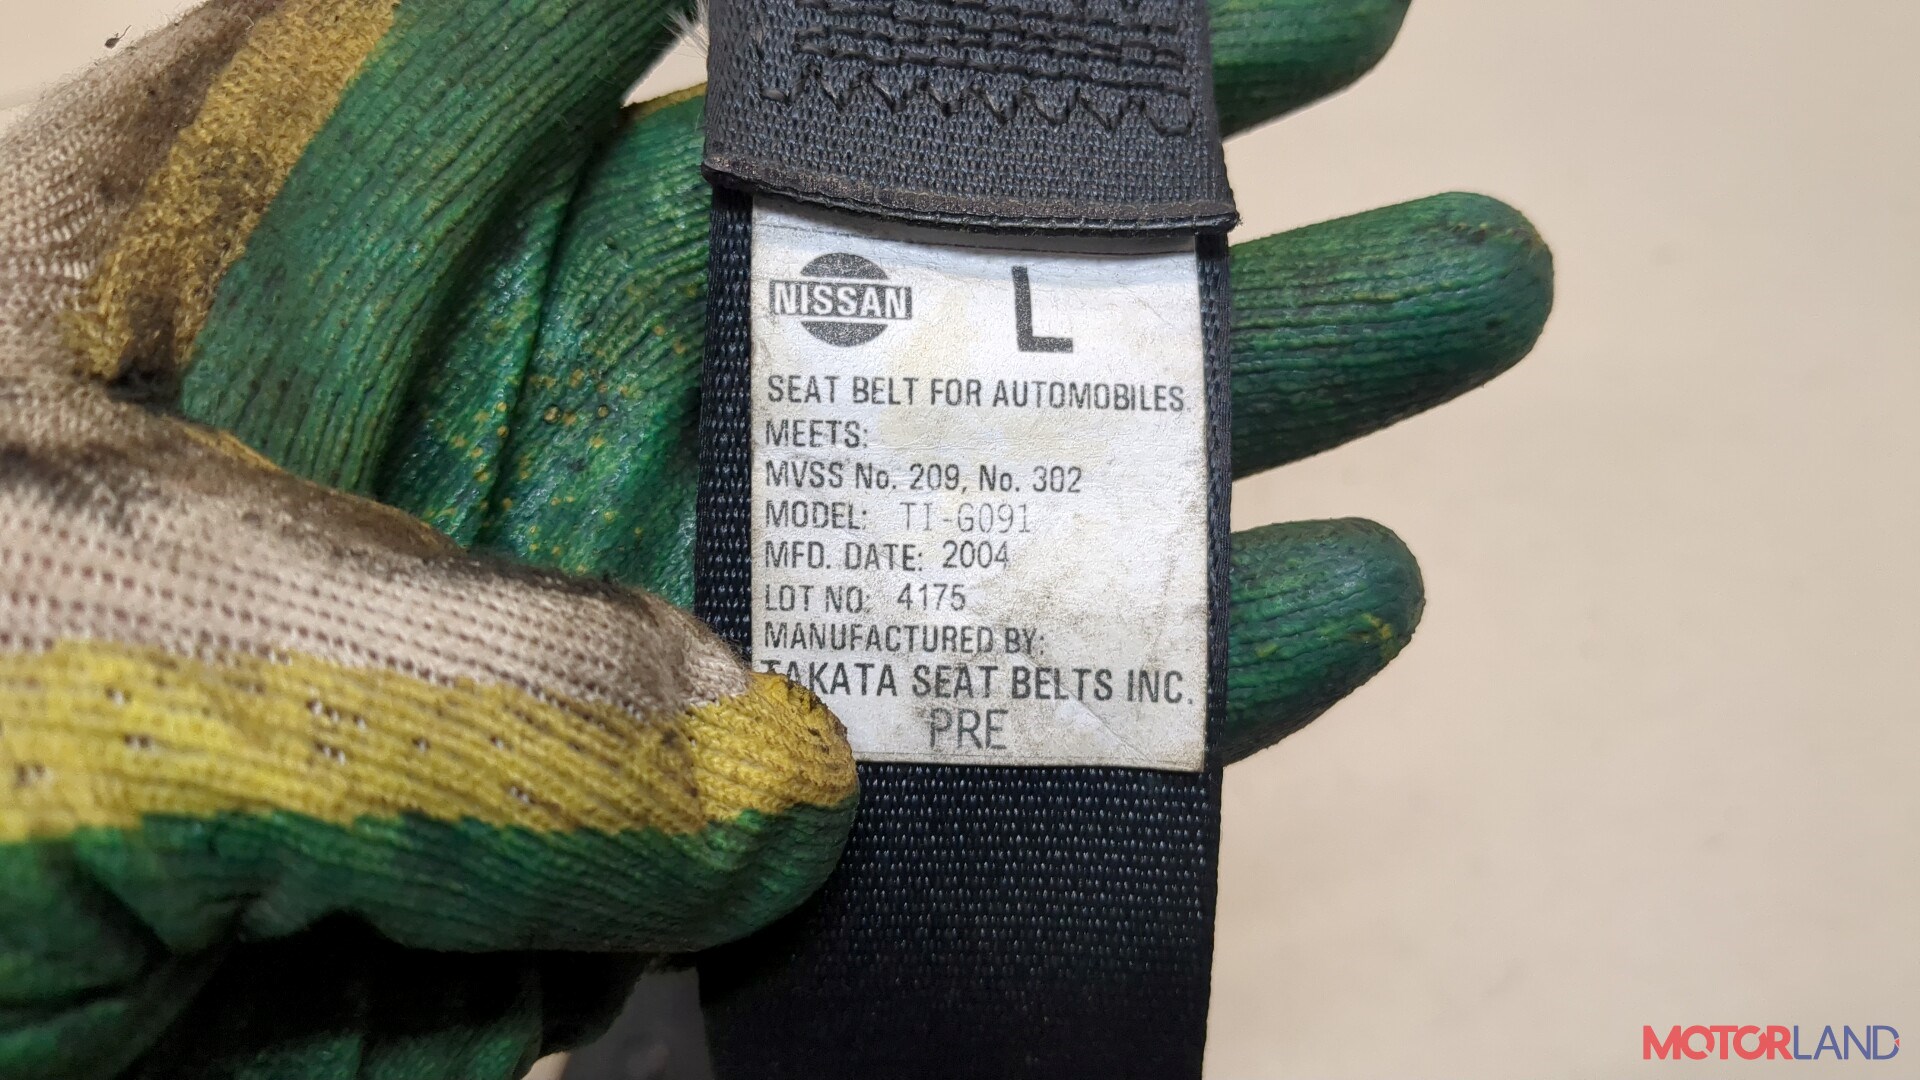 NISSAN L
SEAT BELT FOR AUTOMOBILES
MEETS:
MVSS No. 209, No. 302
MODEL: TI-G091
MFD. DATE: 2004
LOT NO: 4175
MANUFACTURED BY:
TAKATA SEAT BELTS INC.
PRE
MOTORLAND